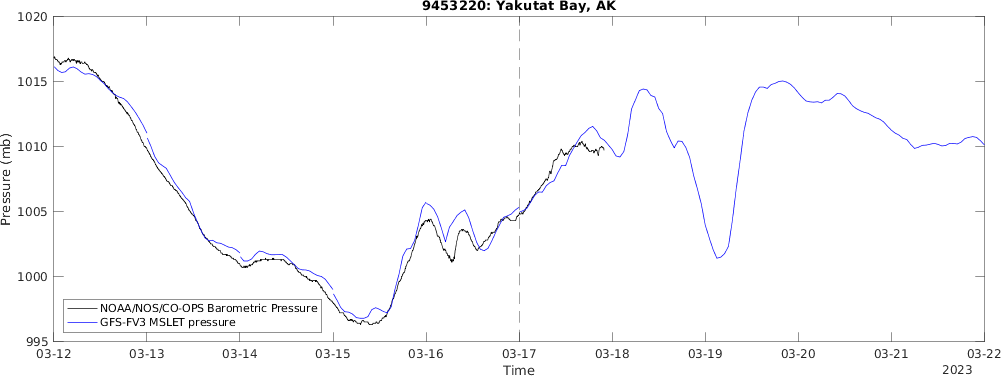 9453220: Yakutat Bay, AK
1020
1015
1010
1005
1000
995
Pressure (mb)
NOAA/NOS/CO-OPS Barometric Pressure
GFS-FV3 MSLET pressure
03-12 03-13 03-14 03-15 03-16 03-17 03-18 03-19 03-20 03-21 03-22
Time
2023